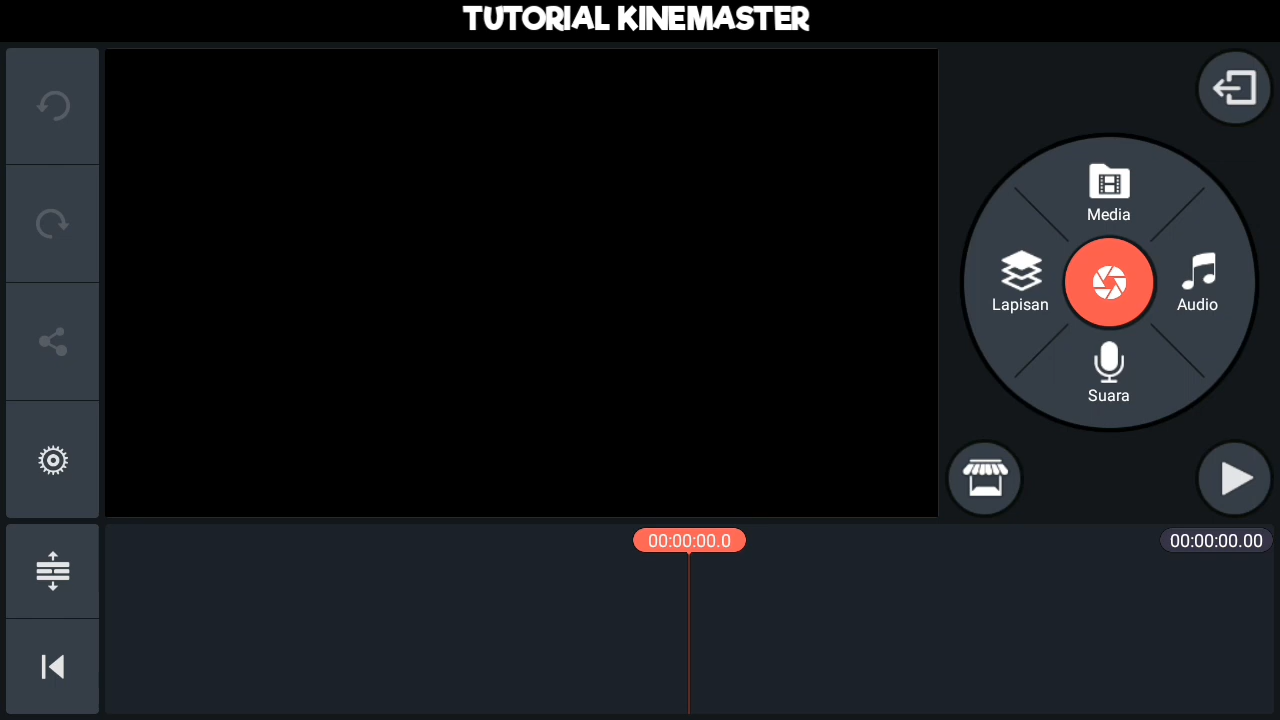 TUTORIAL KINEMASTER
Media
Lapisan
Audio
Suara
00:00:00.0
00:00:00.00